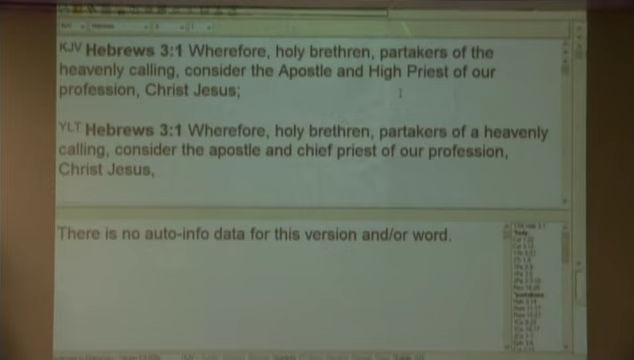 KJV Hebrews 3:1 Wherefore, holy brethren, partakers of the
heavenly calling, consider the Apostle and High Priest of our
profession, Christ Jesus;
YLT Hebrews 3:1 Wherefore, holy brethren, partakers of a heavenly
calling, consider the apostle and chief priest of our profession,
Christ Jesus,
There is no auto-info data for this version and/or word.